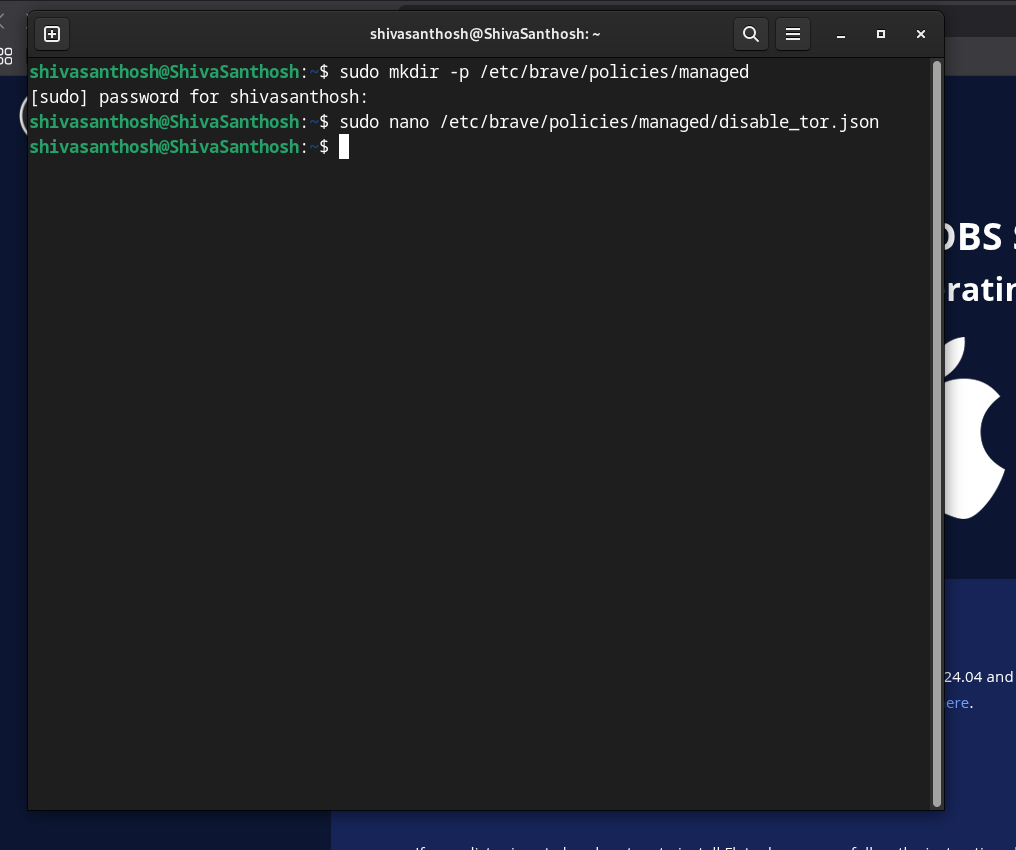 shivasanthosh@ShivaSanthosh: ~
shivasanthosh@ShivaSanthosh:~$ sudo mkdir -p /etc/brave/policies/managed
[sudo] password for shivasanthosh:
shivasanthosh@ShivaSanthosh:~$ sudo nano /etc/brave/policies/managed/disable_tor.json
shivasanthosh@ShivaSanthosh:~$
OBS
24.04 and
ere.